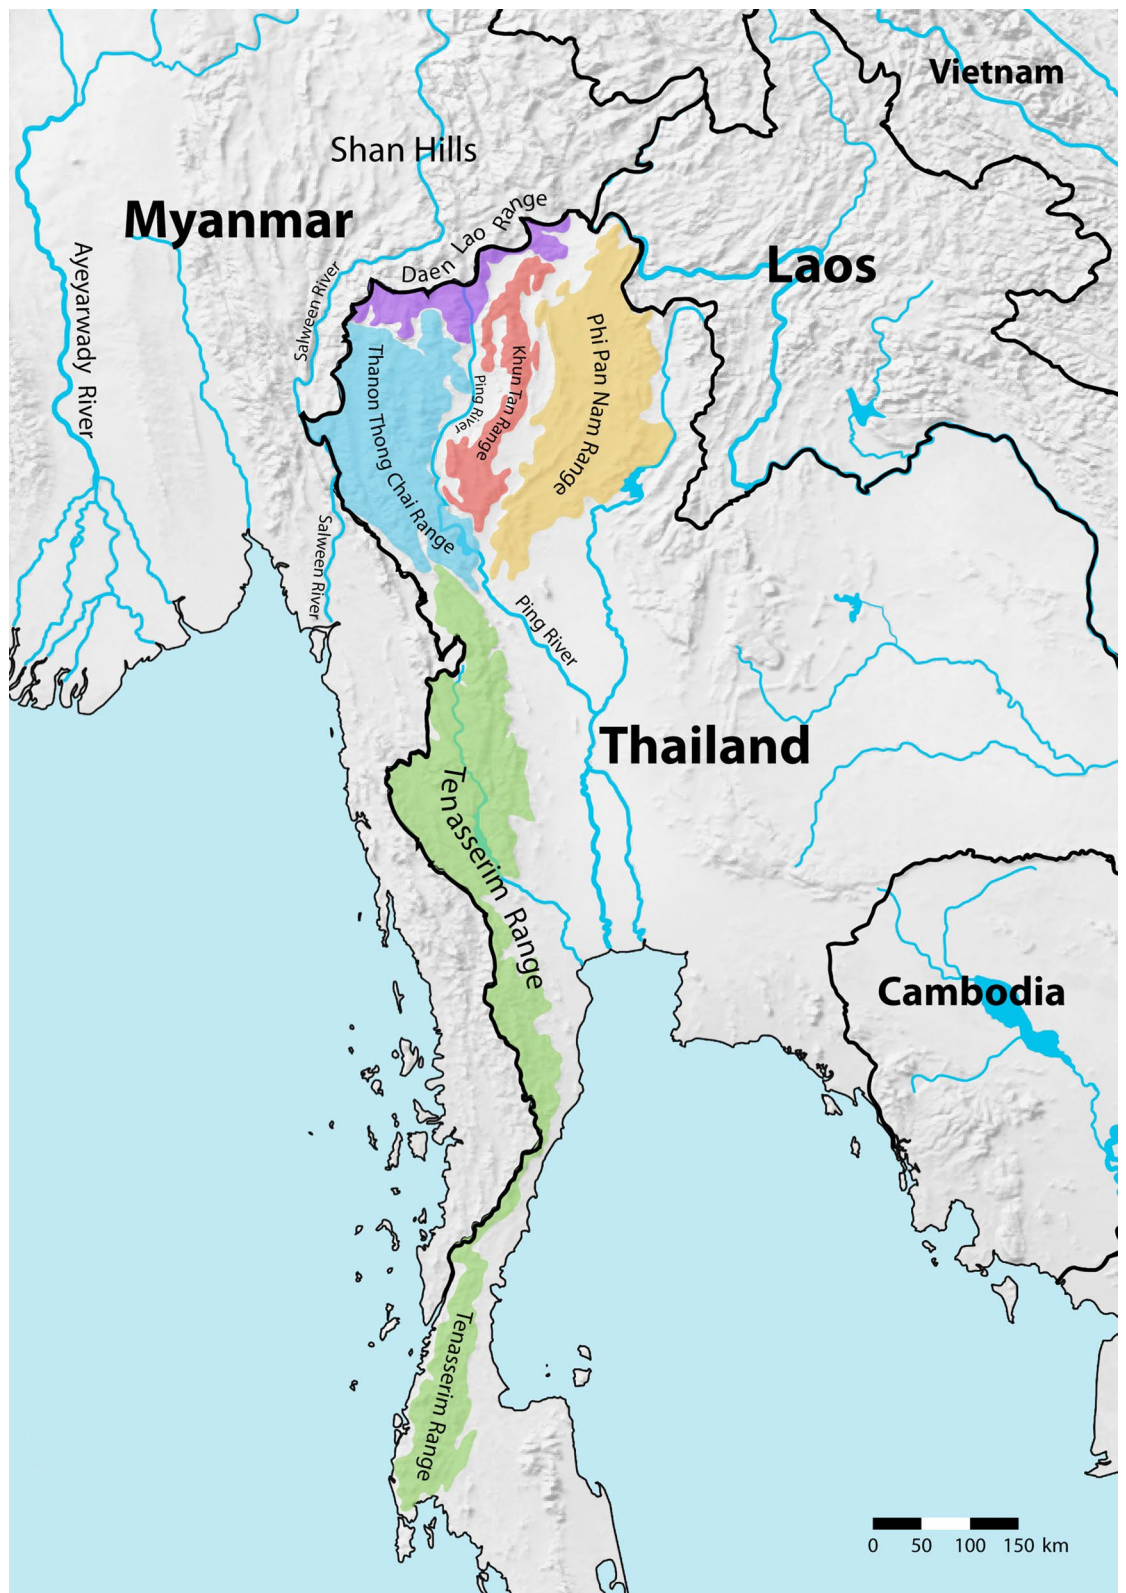 Vietnam
Shan Hills
Myanmar
Daen Lao Range
Laos
Ayeyarwady River
Salween River
Thanon Thong Chai Range
Ping River
Khun Tan Range
Phi Pan Nam Range
Salween River
Ping River
Thailand
Tenasserim Range
Cambodia
Tenasserim Range
0 50 100 150 km